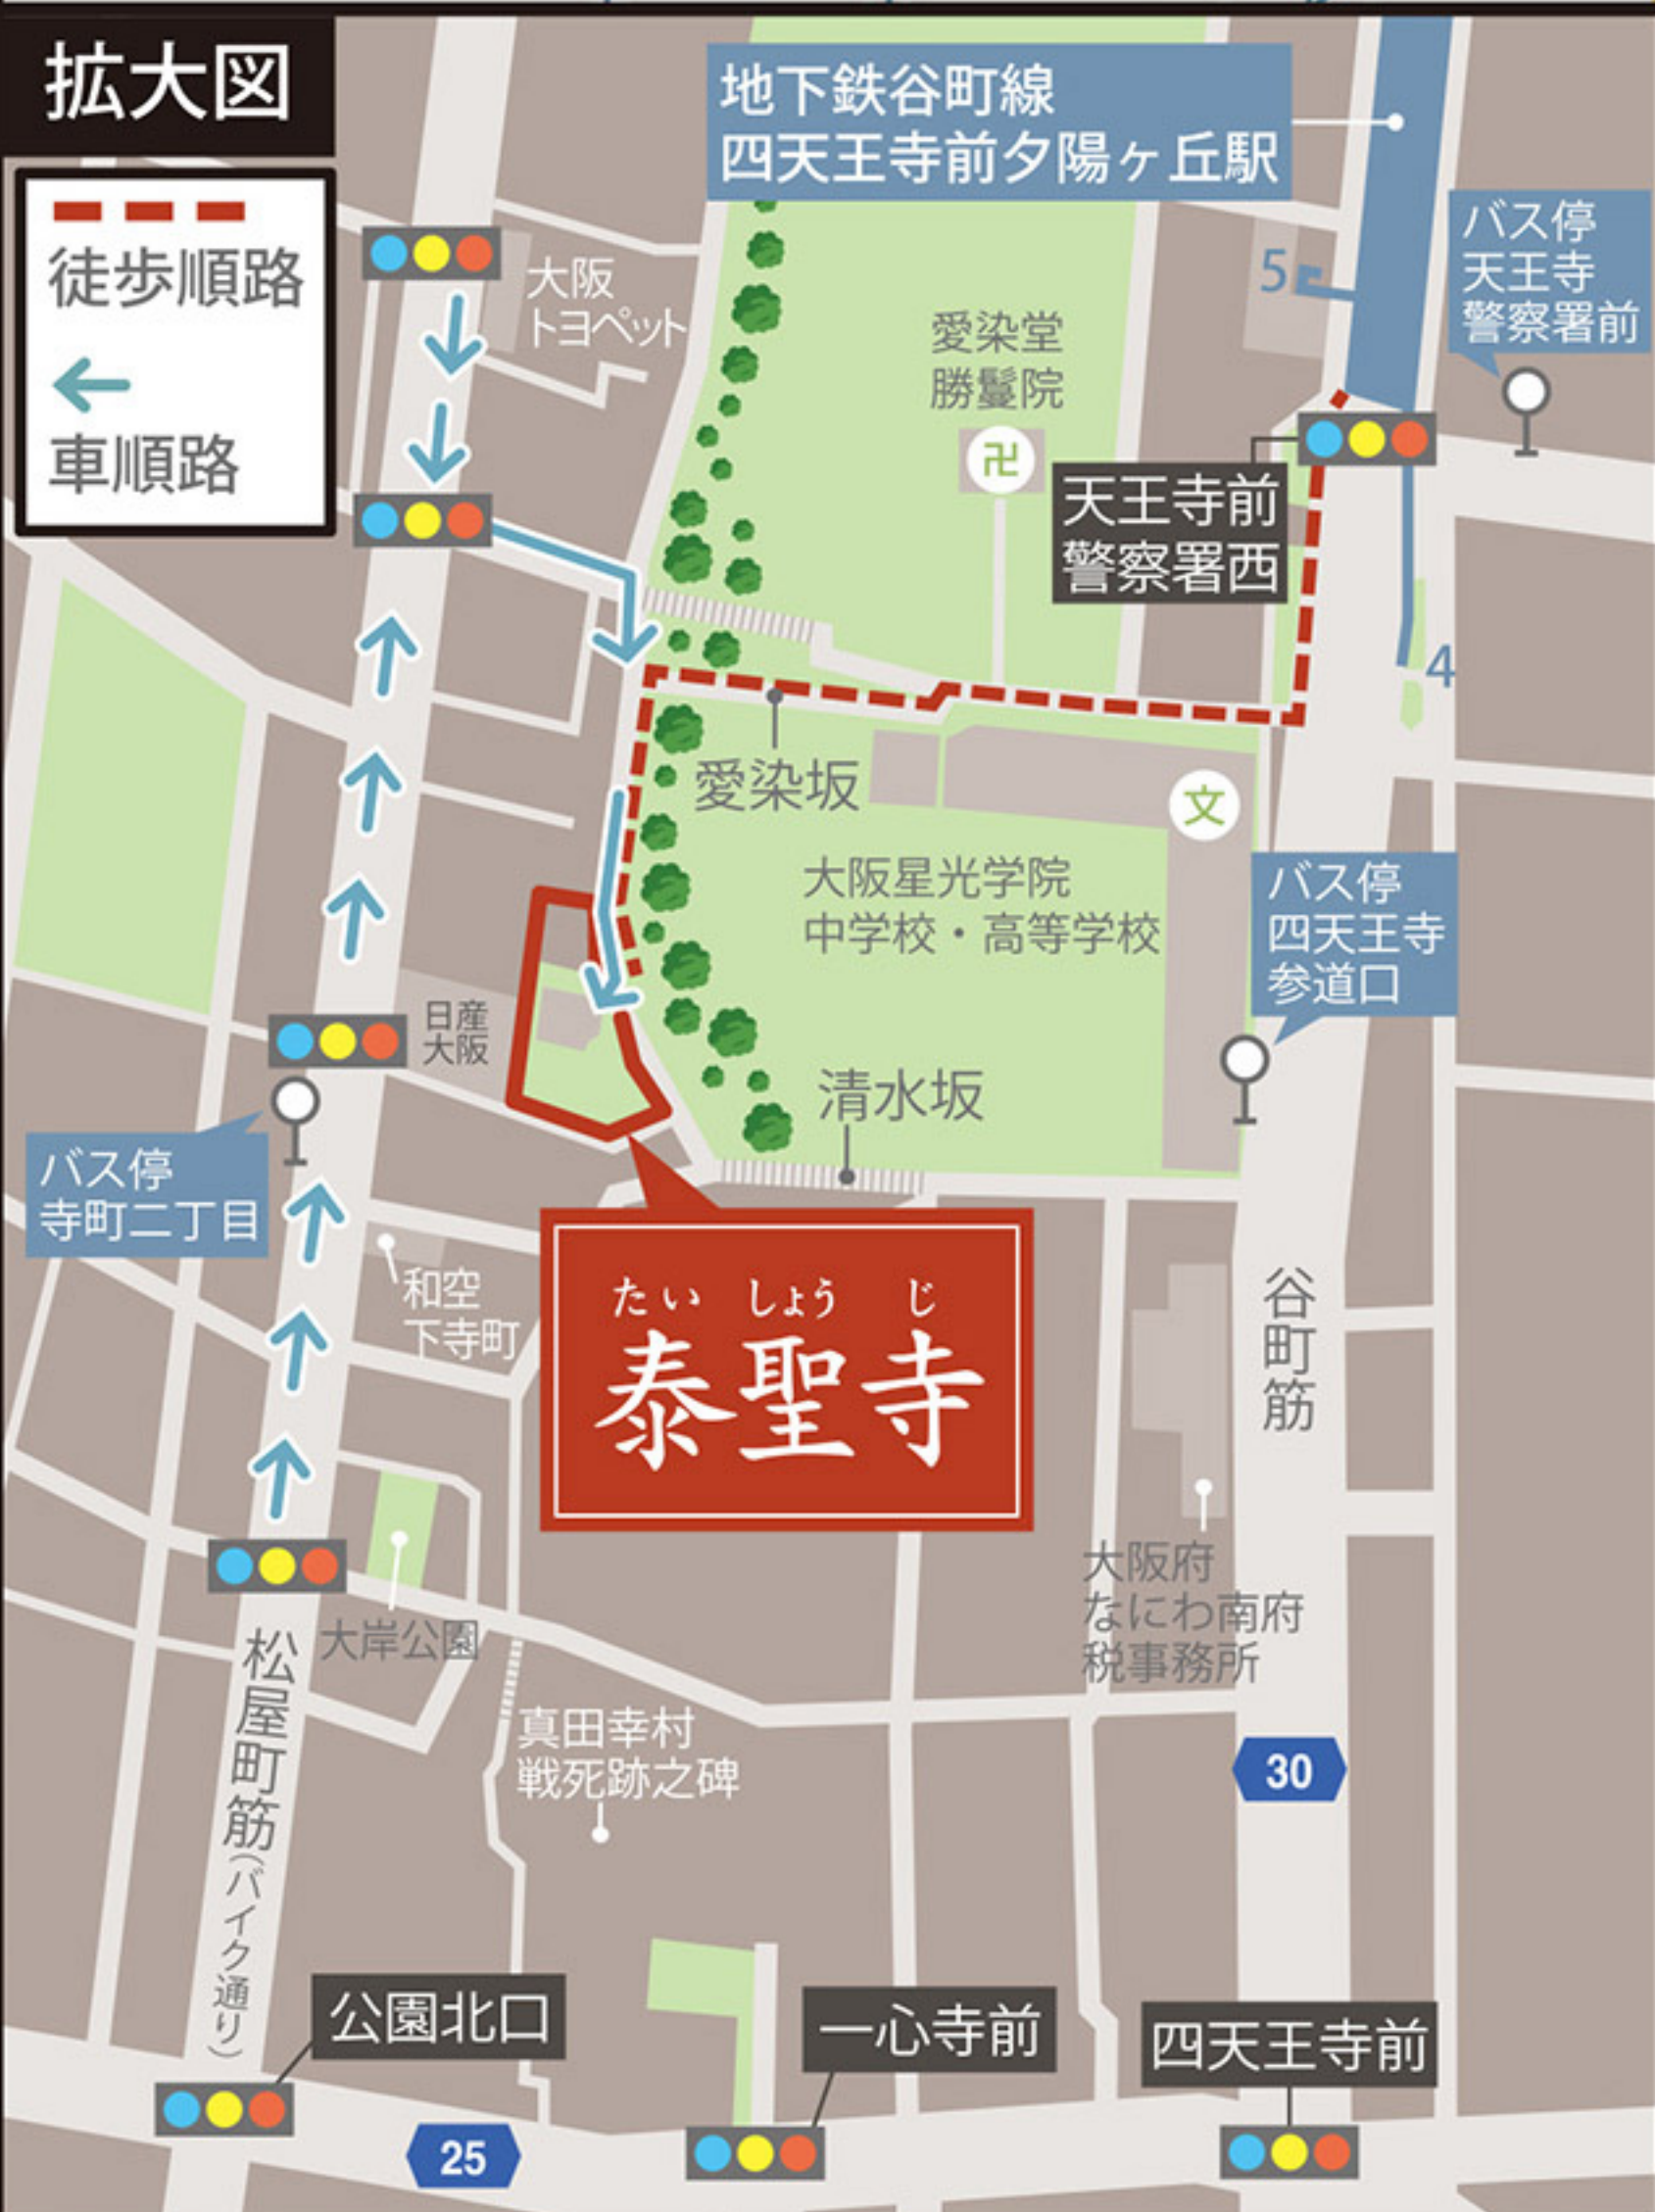 拡大図
徒歩順路
車順路
地下鉄谷町線
四天王寺前夕陽ヶ丘駅
バス停
天王寺
警察署前
5
大阪
トヨペット
愛染堂
勝鬘院
卍
天王寺前
警察署西
4
愛染坂
文
大阪星光学院
中学校・高等学校
バス停
四天王寺
参道口
日産
大阪
清水坂
バス停
寺町二丁目
和空
下寺町
たいしょうじ
泰聖寺
谷町筋
大阪府
なにわ南府
税事務所
大岸公園
松屋町筋(バイク通り)
真田幸村
戦死跡之碑
30
公園北口
一心寺前
四天王寺前
25